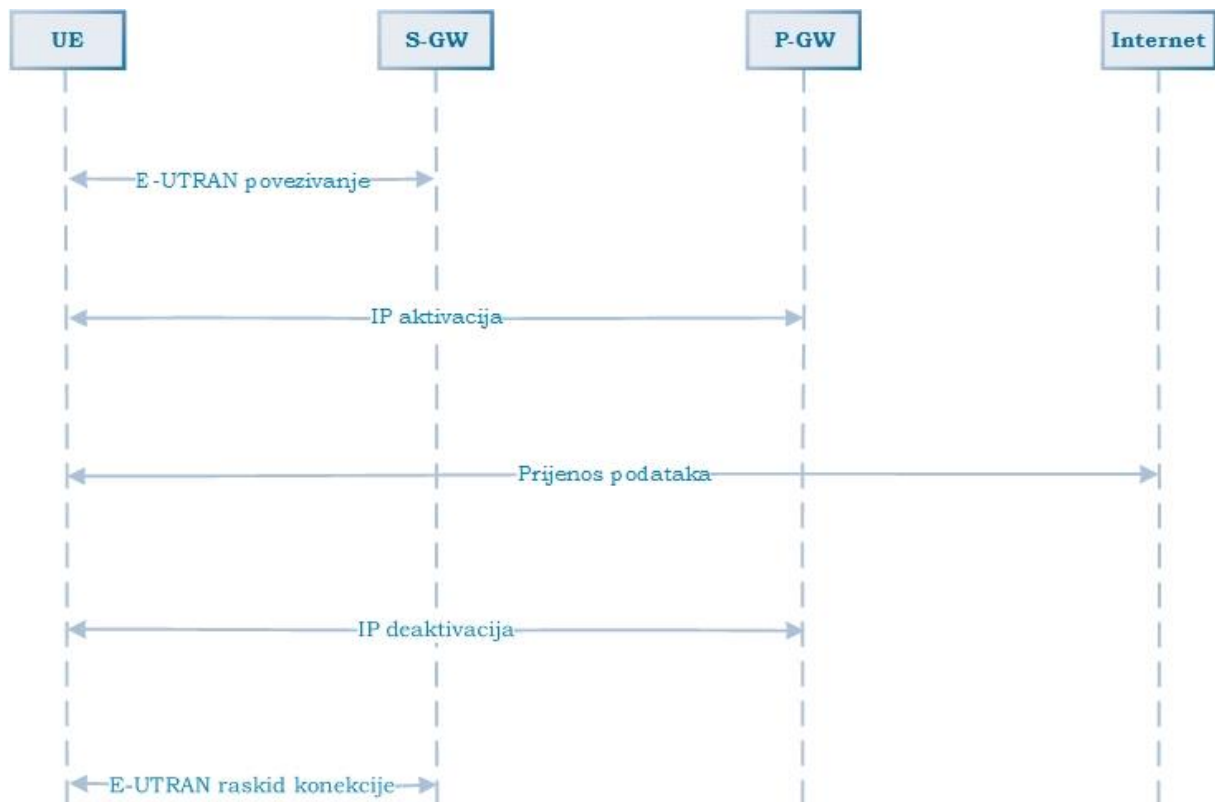 UE
S-GW
P-GW
Internet
E-UTRAN povezivanje
IP aktivacija
Prijenos podataka
IP deaktivacija
E-UTRAN raskid konekcije